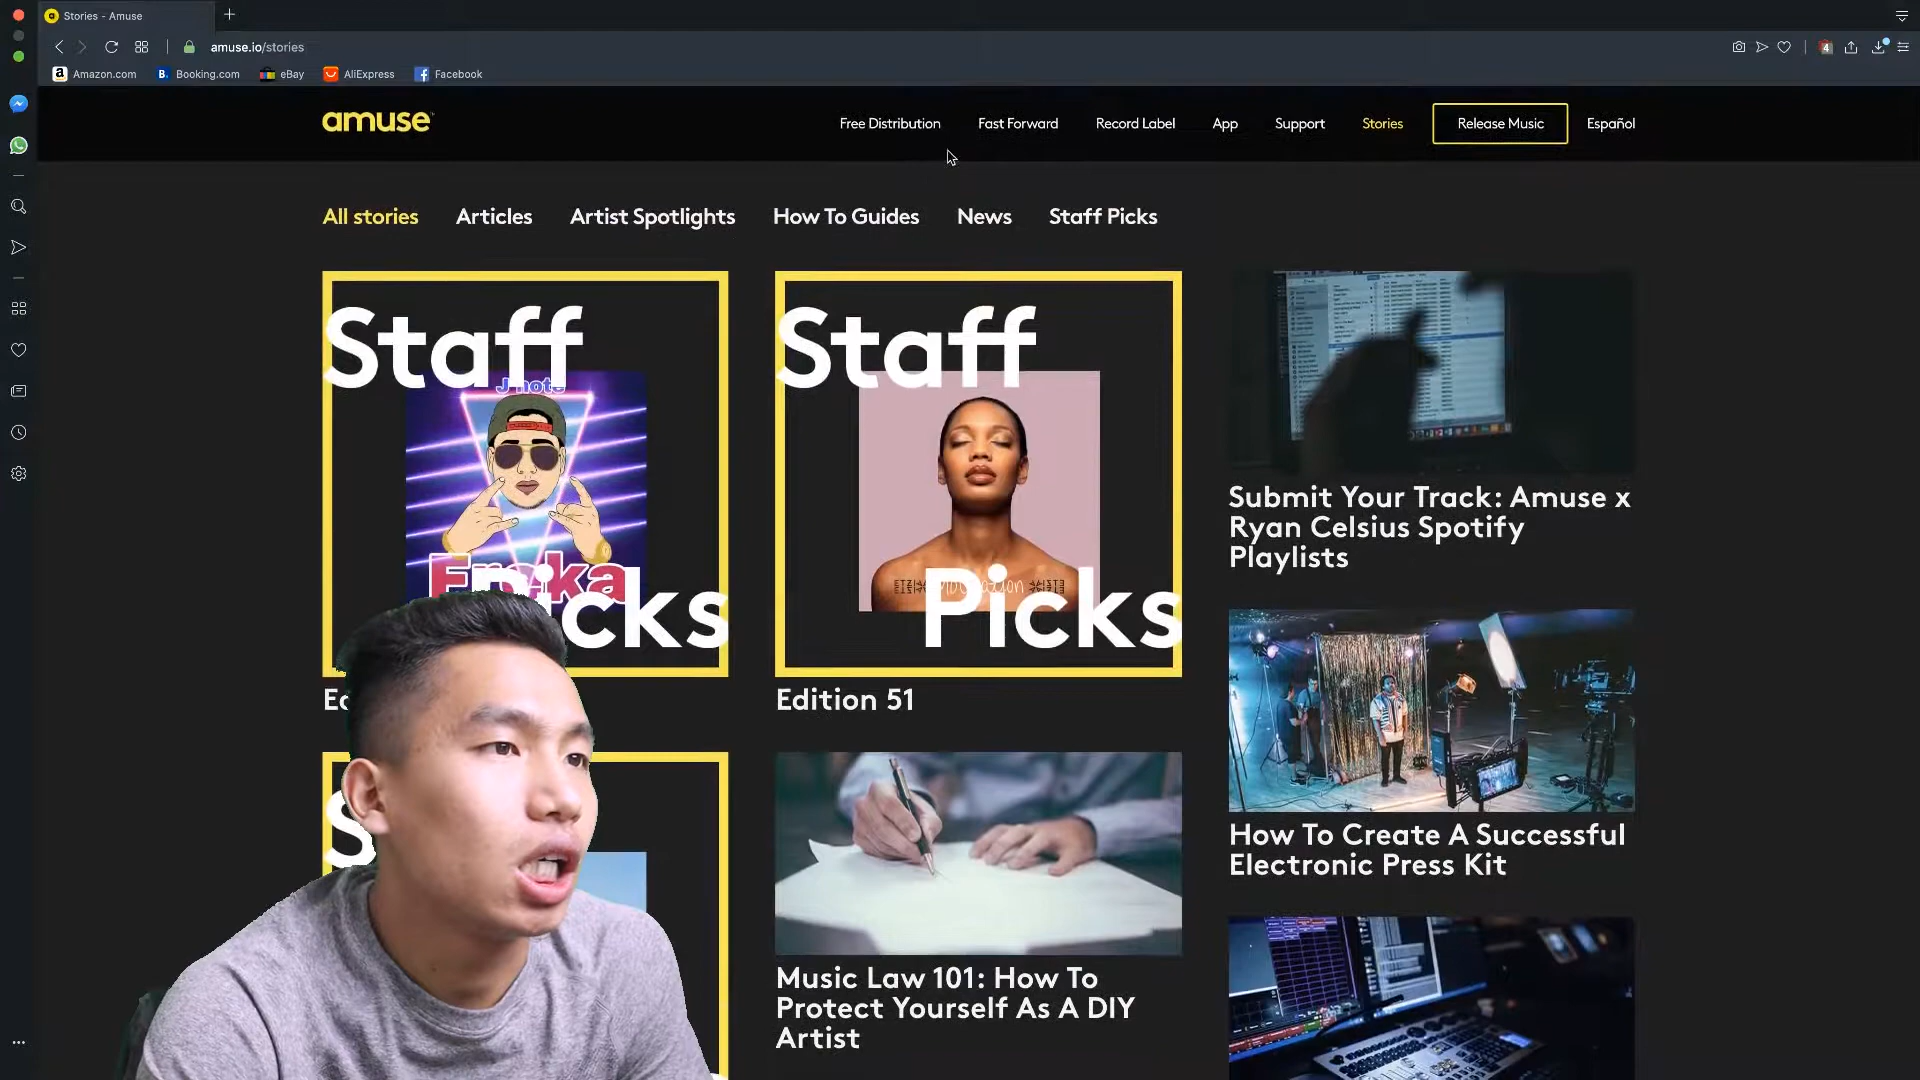 Stories - Amuse
amuse.io/stories
4
Amazon.com
Booking.com
eBay
AliExpress
Facebook
amuse
Free Distribution
Fast Forward
Record Label
App
Support
Stories
Release Music
Español
All stories
Articles
Artist Spotlights
How To Guides
News
Staff Picks
Staff
J'note
Picks
Staff
Picks
Edition 51
Submit Your Track: Amuse x
Ryan Celsius Spotify
Playlists
How To Create A Successful
Electronic Press Kit
Music Law 101: How To
Protect Yourself As A DIY
Artist